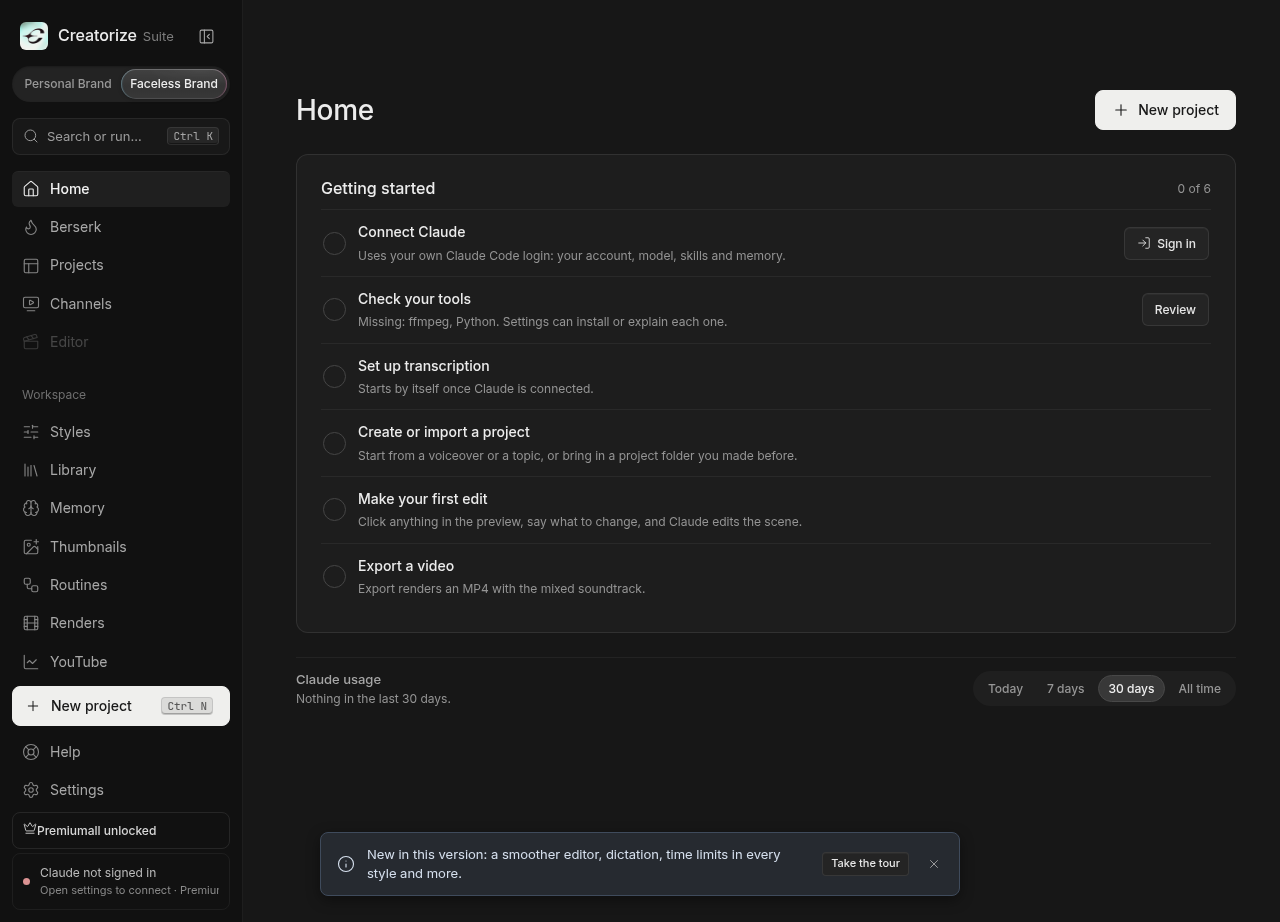 Creatorize Suite
Personal Brand
Faceless Brand
Search or run...
Ctrl K
Home
Berserk
Projects
Channels
Editor
Workspace
Styles
Library
Memory
Thumbnails
Routines
Renders
YouTube
New project
Ctrl N
Help
Settings
Premiumall unlocked
Claude not signed in
Open settings to connect · Premiu
Home
New project
Getting started
0 of 6
Connect Claude
Uses your own Claude Code login: your account, model, skills and memory.
Sign in
Check your tools
Missing: ffmpeg, Python. Settings can install or explain each one.
Review
Set up transcription
Starts by itself once Claude is connected.
Create or import a project
Start from a voiceover or a topic, or bring in a project folder you made before.
Make your first edit
Click anything in the preview, say what to change, and Claude edits the scene.
Export a video
Export renders an MP4 with the mixed soundtrack.
Claude usage
Nothing in the last 30 days.
Today
7 days
30 days
All time
New in this version: a smoother editor, dictation, time limits in every
style and more.
Take the tour